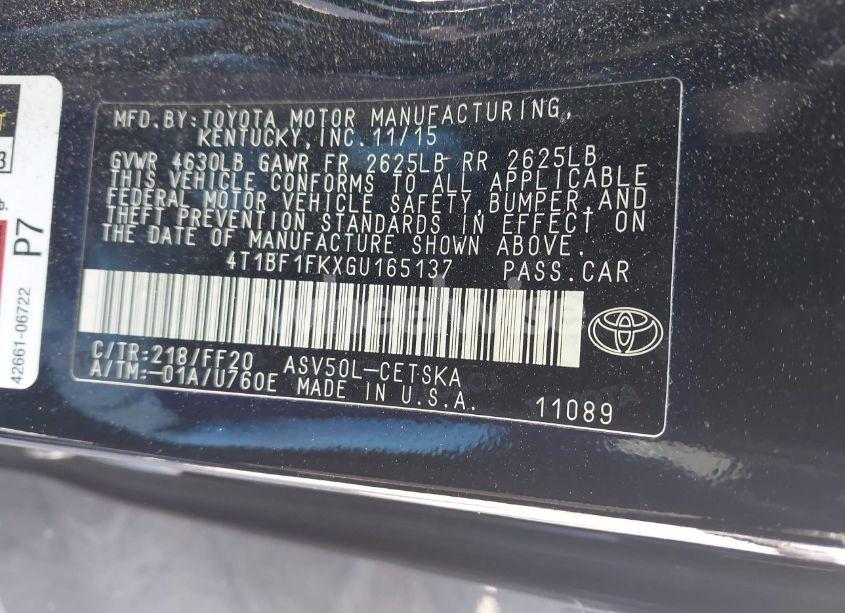 MFD.BY:TOYOTA MOTOR MANUFACTURING,
KENTUCKY,INC.11/15
GVWR 4630LB GAWR FR 2625LB RR 2625LB
THIS VEHICLE CONFORMS TO ALL APPLICABLE
FEDERAL MOTOR VEHICLE SAFETY,BUMPER,AND
THEFT PREVENTION STANDARDS IN EFFECT ON
THE DATE OF MANUFACTURE SHOWN ABOVE.
4T1BF1FKXGU165137 PASS.CAR
C/TR:218/FF20 ASV50L-CETSKA
A/TM:-01A/U760E MADE IN U.S.A.
11089
P7
42661-06722